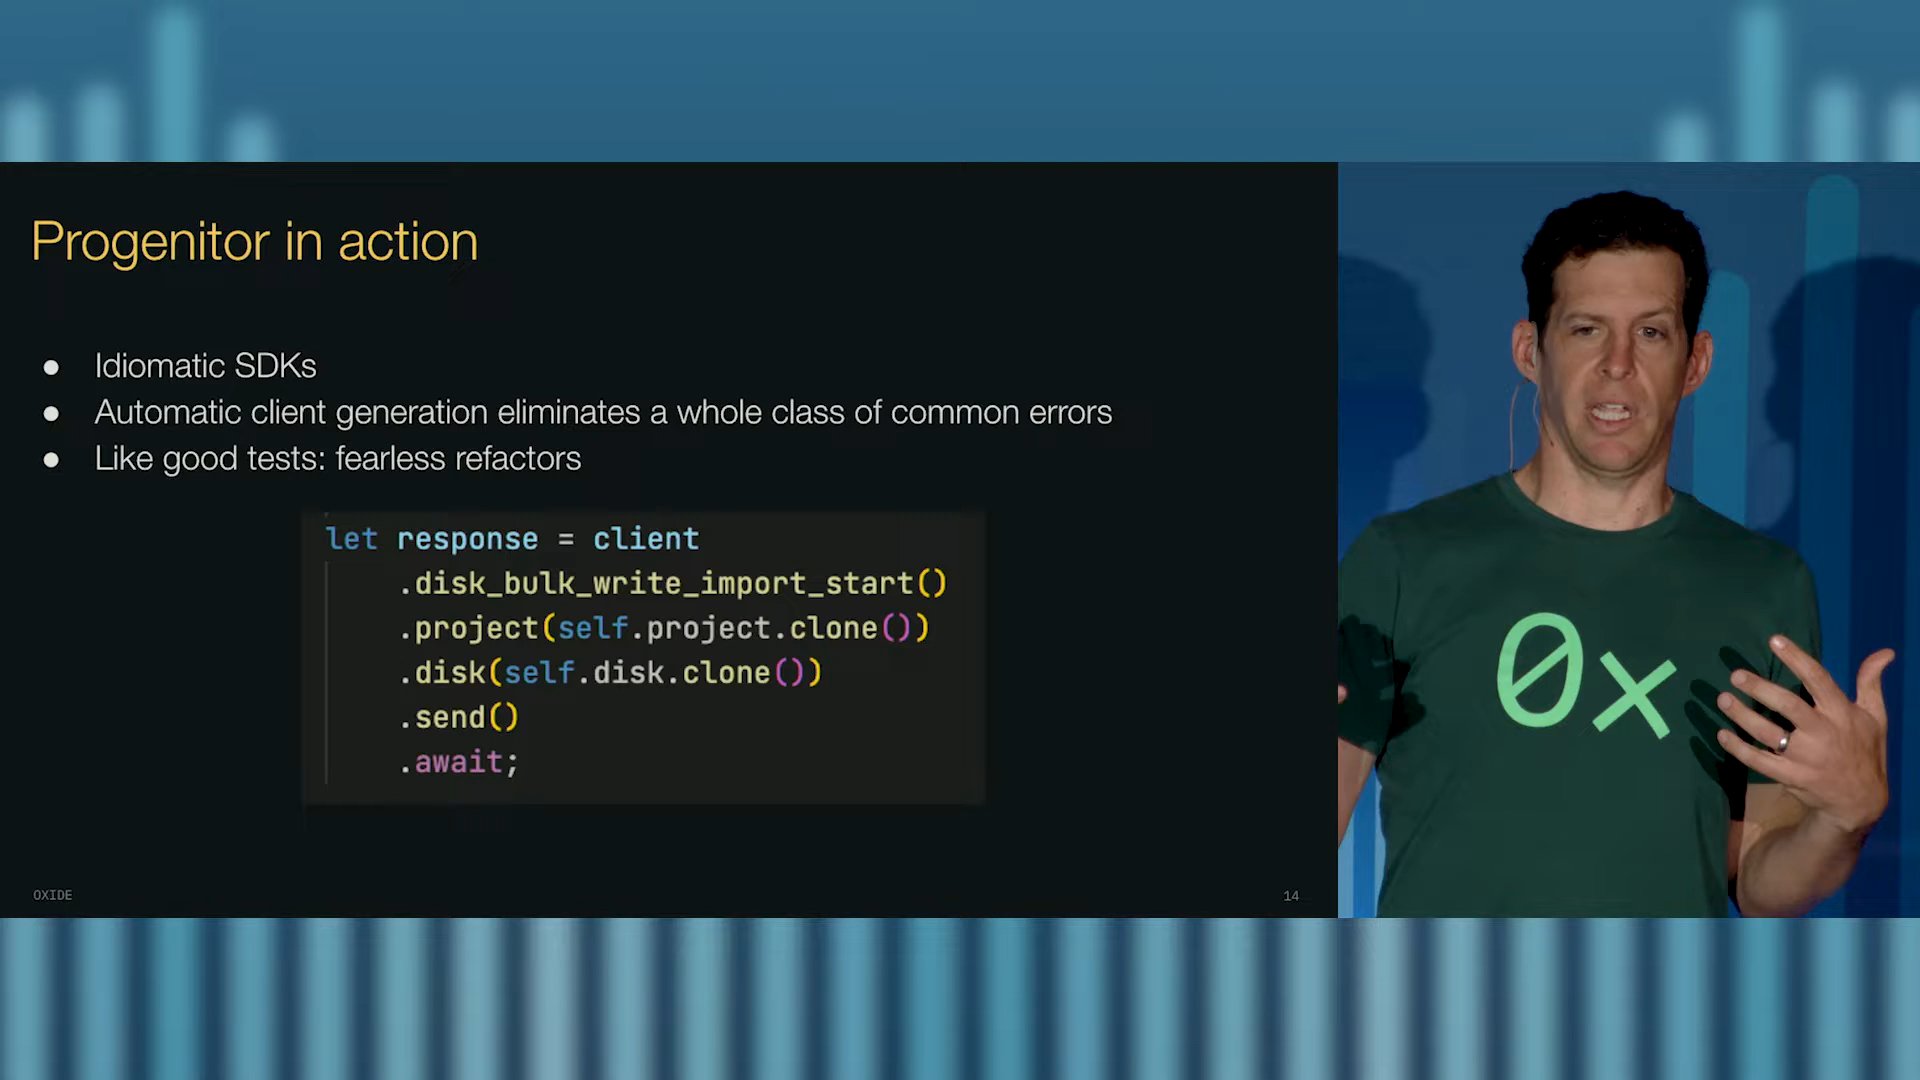 Progenitor in action
● Idiomatic SDKs
● Automatic client generation eliminates a whole class of common errors
● Like good tests: fearless refactors
let response = client
.disk_bulk_write_import_start()
.project(self.project.clone())
.disk(self.disk.clone())
.send()
.await;
OXIDE
14
0x